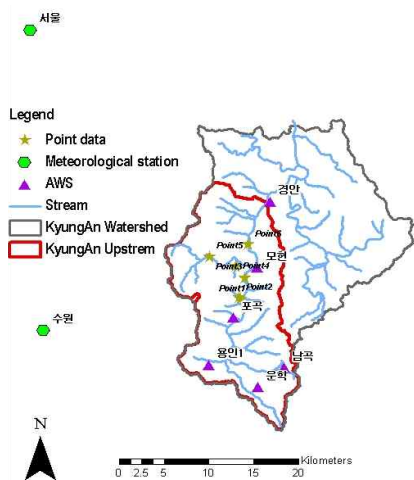 서울
Legend
Point data
Meteorological station
AWS
Stream
KyungAn Watershed
KyungAn Upstrem
경안
Point6
Point5
모현
Point3
Point4
Point1
Point2
포곡
수원
용인1
남곡
운학
N
Kilometers
0 2.5 5 10 15 20